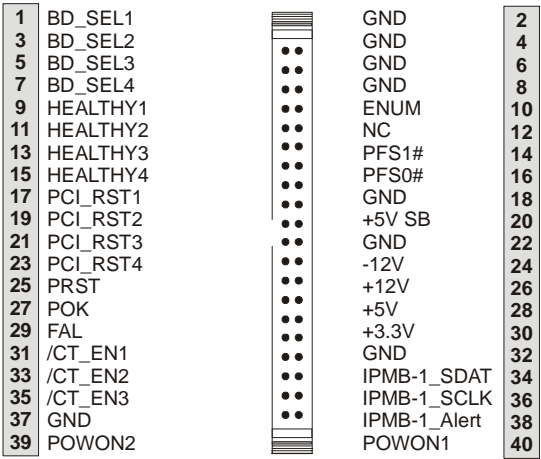 1 BD_SEL1 GND 2
3 BD_SEL2 GND 4
5 BD_SEL3 GND 6
7 BD_SEL4 GND 8
9 HEALTHY1 ENUM 10
11 HEALTHY2 NC 12
13 HEALTHY3 PFS1# 14
15 HEALTHY4 PFS0# 16
17 PCI_RST1 GND 18
19 PCI_RST2 +5V SB 20
21 PCI_RST3 GND 22
23 PCI_RST4 -12V 24
25 PRST +12V 26
27 POK +5V 28
29 FAL +3.3V 30
31 /CT_EN1 GND 32
33 /CT_EN2 IPMB-1_SDAT 34
35 /CT_EN3 IPMB-1_SCLK 36
37 GND IPMB-1_Alert 38
39 POWON2 POWON1 40